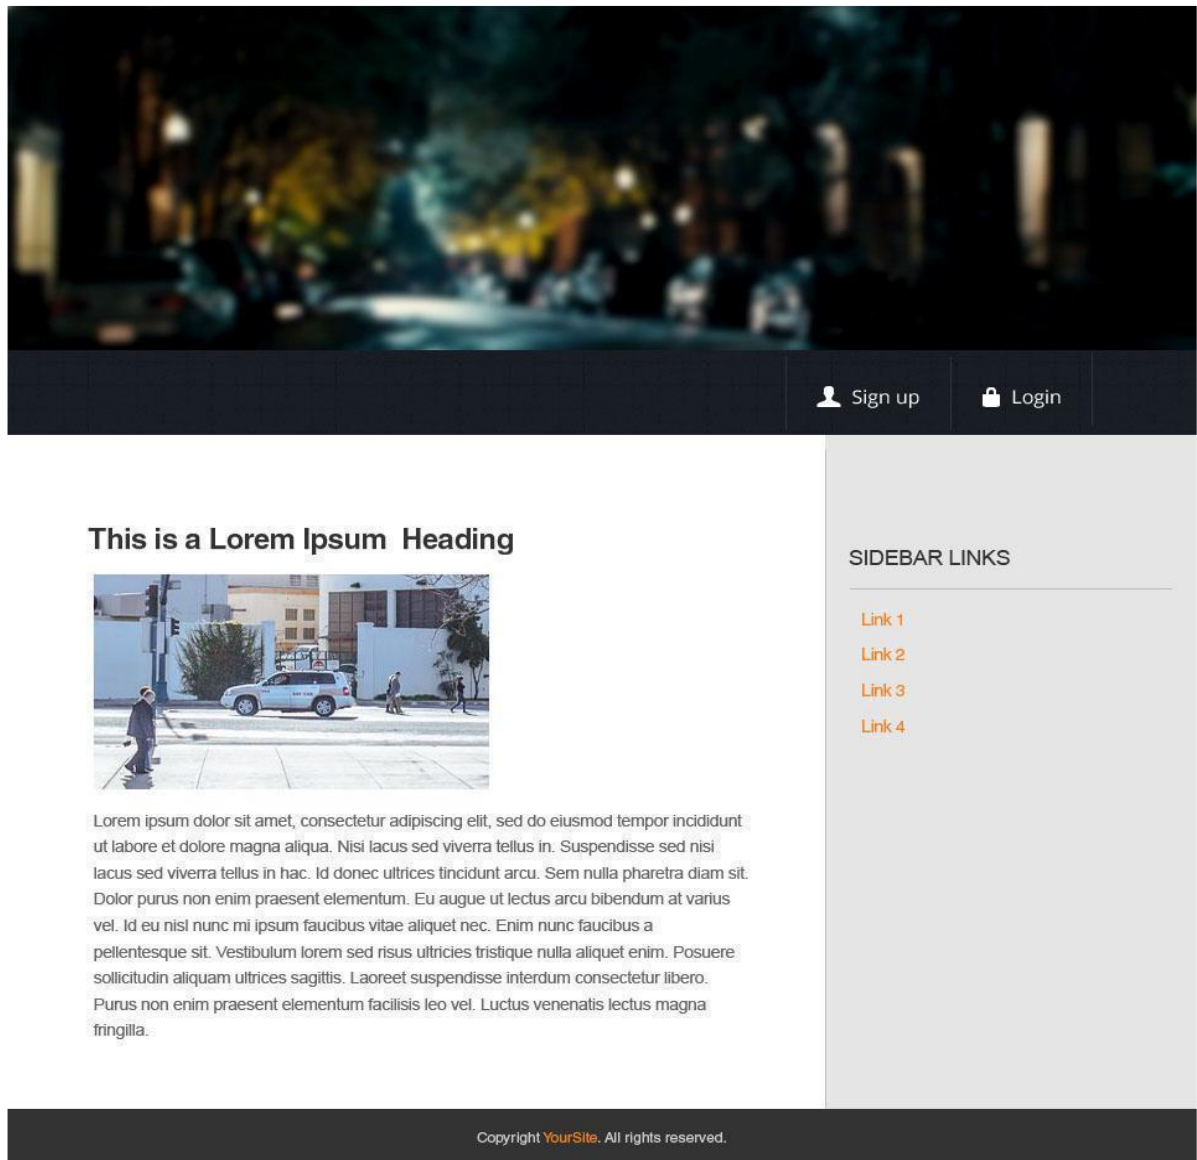 Sign up
Login
This is a Lorem Ipsum  Heading
SIDEBAR LINKS
Link 1
Link 2
Link 3
Link 4
Lorem ipsum dolor sit amet, consectetur adipiscing elit, sed do eiusmod tempor incididunt
ut labore et dolore magna aliqua. Nisi lacus sed viverra tellus in. Suspendisse sed nisi
lacus sed viverra tellus in hac. Id donec ultrices tincidunt arcu. Sem nulla pharetra diam sit.
Dolor purus non enim praesent elementum. Eu augue ut lectus arcu bibendum at varius
vel. Id eu nisl nunc mi ipsum faucibus vitae aliquet nec. Enim nunc faucibus a
pellentesque sit. Vestibulum lorem sed risus ultricies tristique nulla aliquet enim. Posuere
sollicitudin aliquam ultrices sagittis. Laoreet suspendisse interdum consectetur libero.
Purus non enim praesent elementum facilisis leo vel. Luctus venenatis lectus magna
fringilla.
Copyright YourSite. All rights reserved.